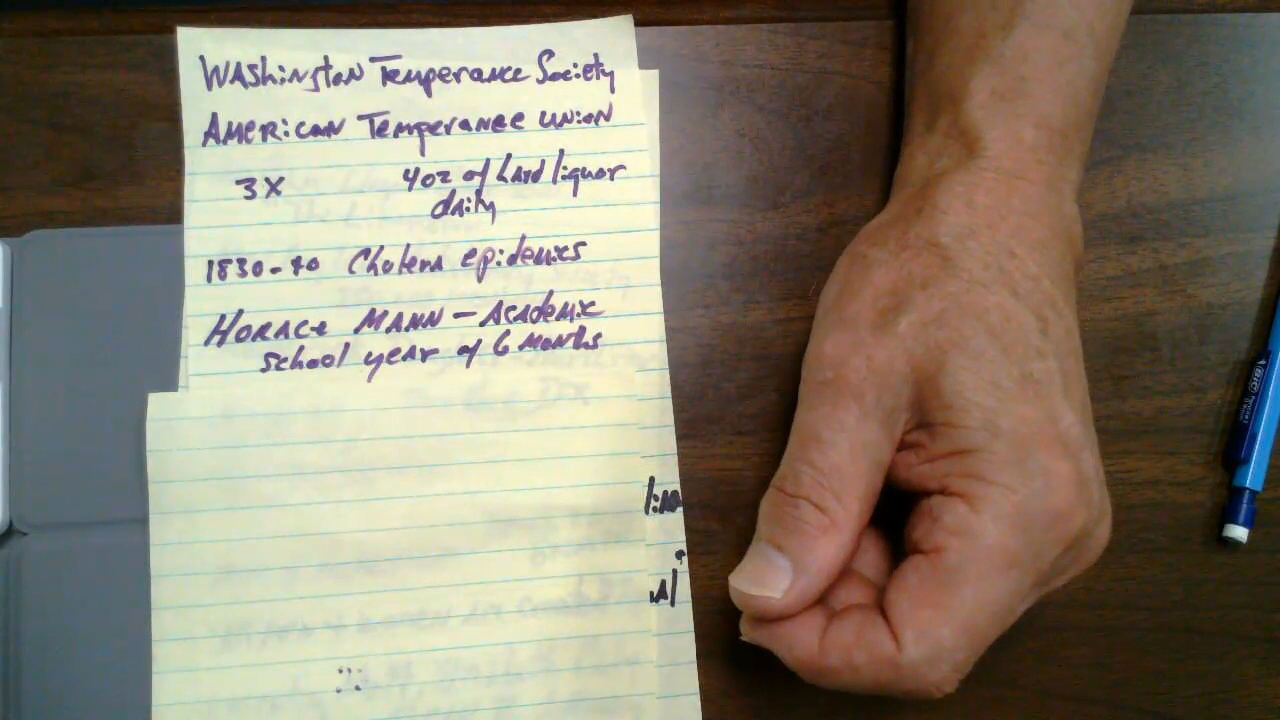 Washington Temperance Society
American Temperance Union
3X 4oz of hard liquor
daily
1830-40 Cholera epidemics
Horace Mann - Academic
school year of 6 months